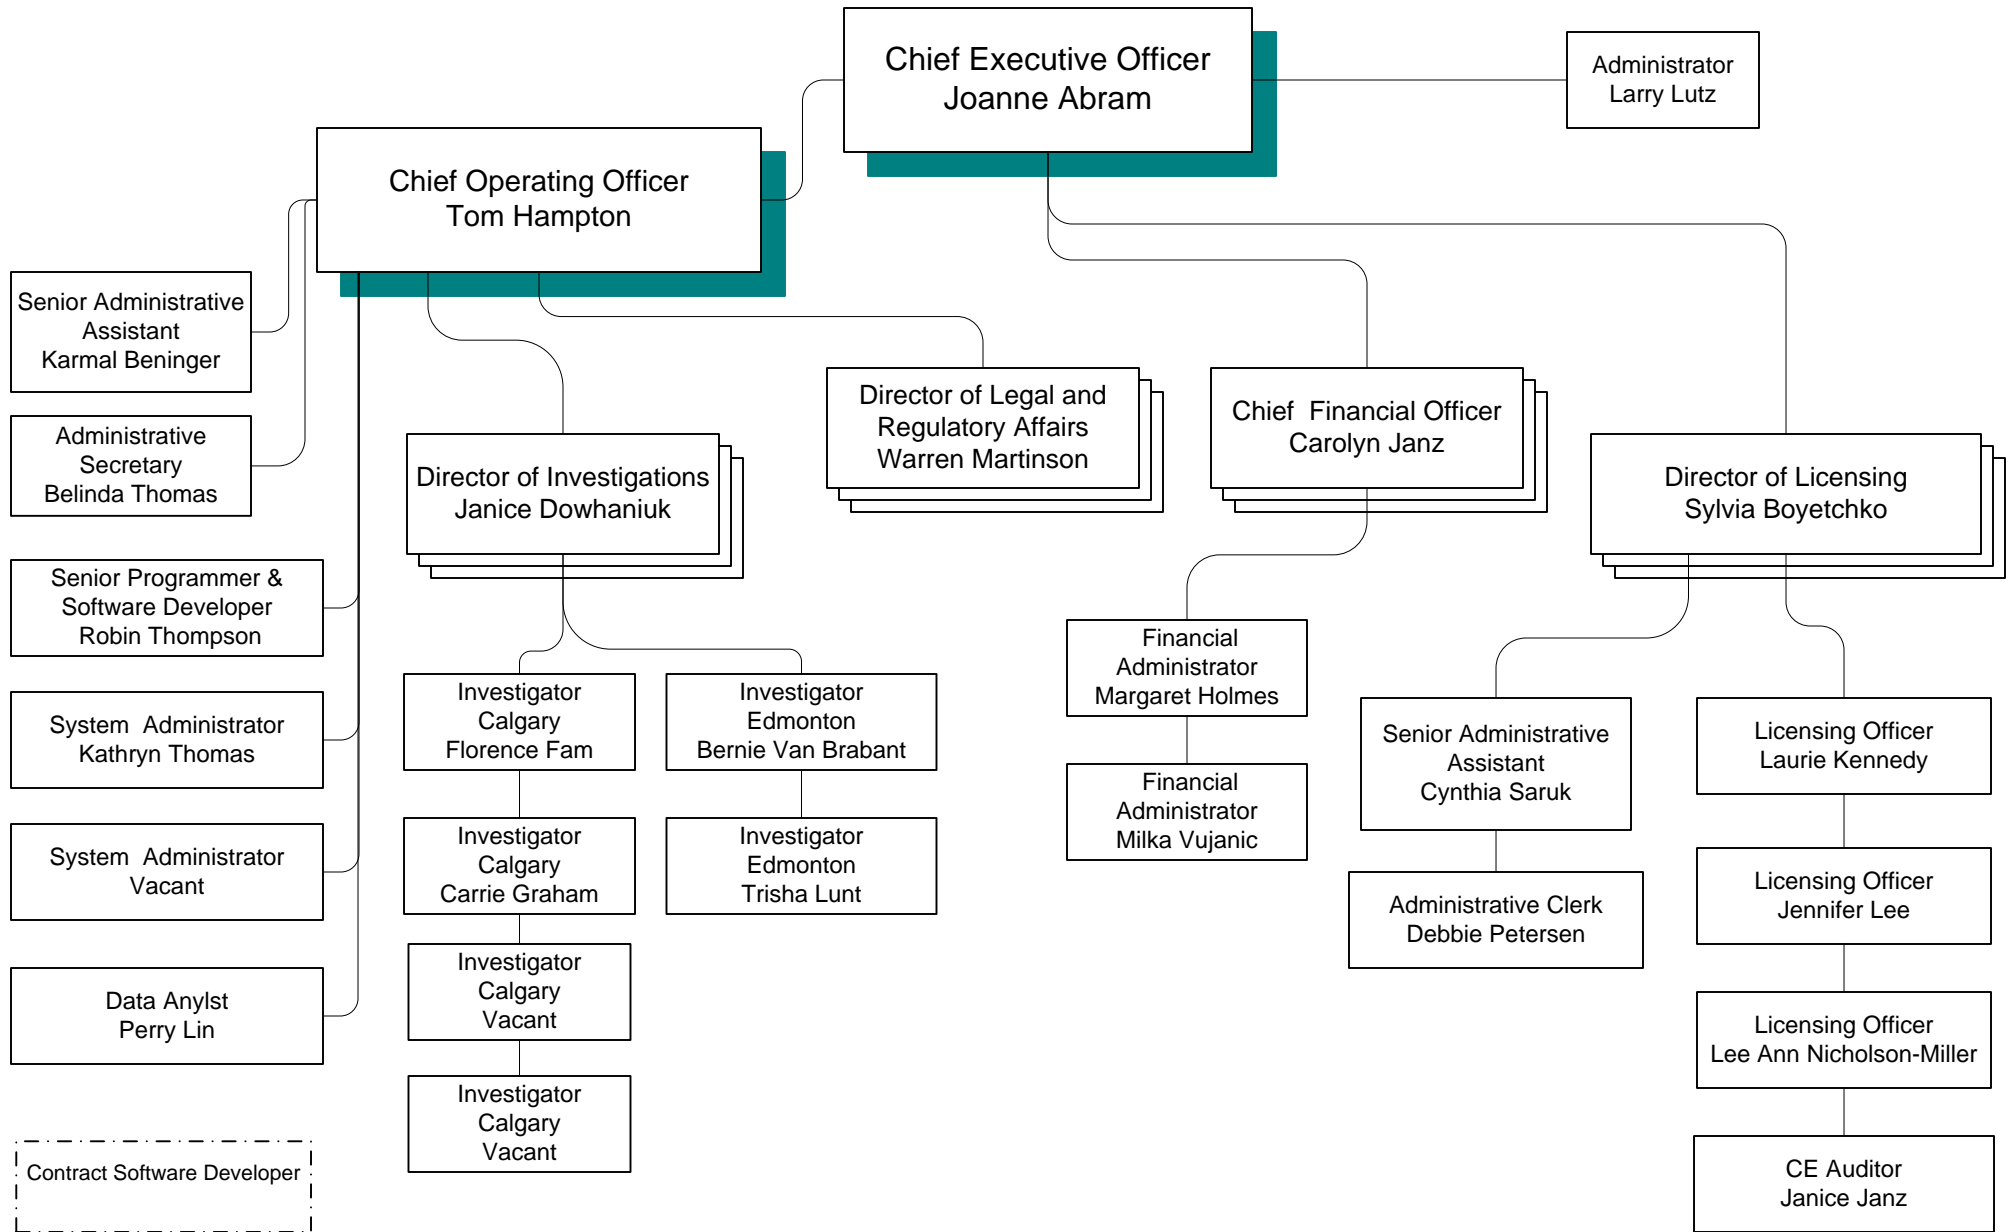 Chief Executive Officer
Joanne Abram
Administrator
Larry Lutz
Chief Operating Officer
Tom Hampton
Senior Administrative
Assistant
Karmal Beninger
Administrative
Secretary
Belinda Thomas
Senior Programmer &
Software Developer
Robin Thompson
System  Administrator
Kathryn Thomas
System  Administrator
Vacant
Data Anylst
Perry Lin
Contract Software Developer
Director of Investigations
Janice Dowhaniuk
Investigator
Calgary
Florence Fam
Investigator
Calgary
Carrie Graham
Investigator
Calgary
Vacant
Investigator
Calgary
Vacant
Investigator
Edmonton
Bernie Van Brabant
Investigator
Edmonton
Trisha Lunt
Director of Legal and
Regulatory Affairs
Warren Martinson
Chief  Financial Officer
Carolyn Janz
Financial
Administrator
Margaret Holmes
Financial
Administrator
Milka Vujanic
Director of Licensing
Sylvia Boyetchko
Senior Administrative
Assistant
Cynthia Saruk
Administrative Clerk
Debbie Petersen
Licensing Officer
Laurie Kennedy
Licensing Officer
Jennifer Lee
Licensing Officer
Lee Ann Nicholson-Miller
CE Auditor
Janice Janz